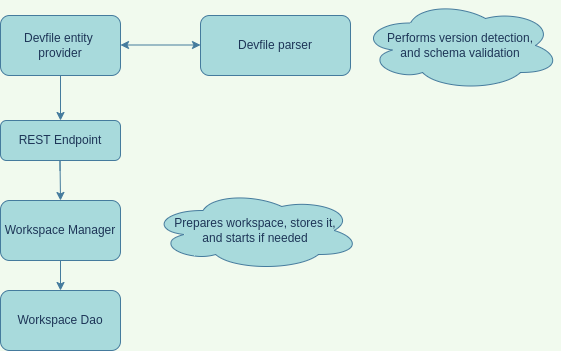 Devfile entity
provider
Devfile parser
Performs version detection,
and schema validation
REST Endpoint
Workspace Manager
Prepares workspace, stores it,
and starts if needed
Workspace Dao